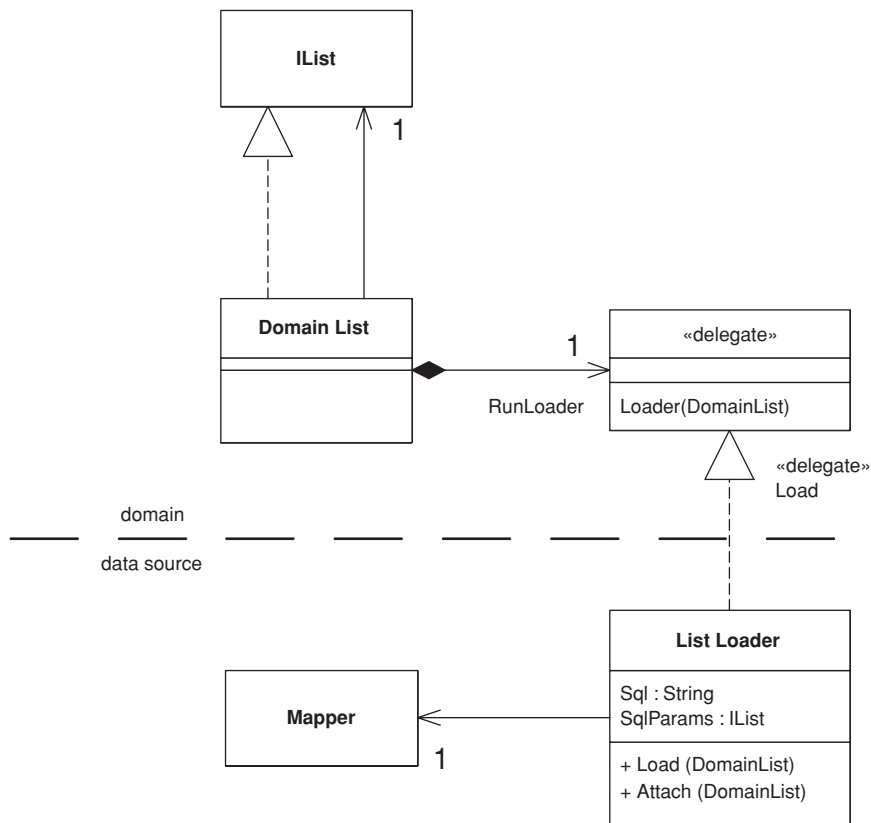 IList
1
Domain List
1
«delegate»
RunLoader
Loader(DomainList)
«delegate»
Load
domain
data source
List Loader
Sql : String
SqlParams : IList
Mapper
1
+ Load (DomainList)
+ Attach (DomainList)